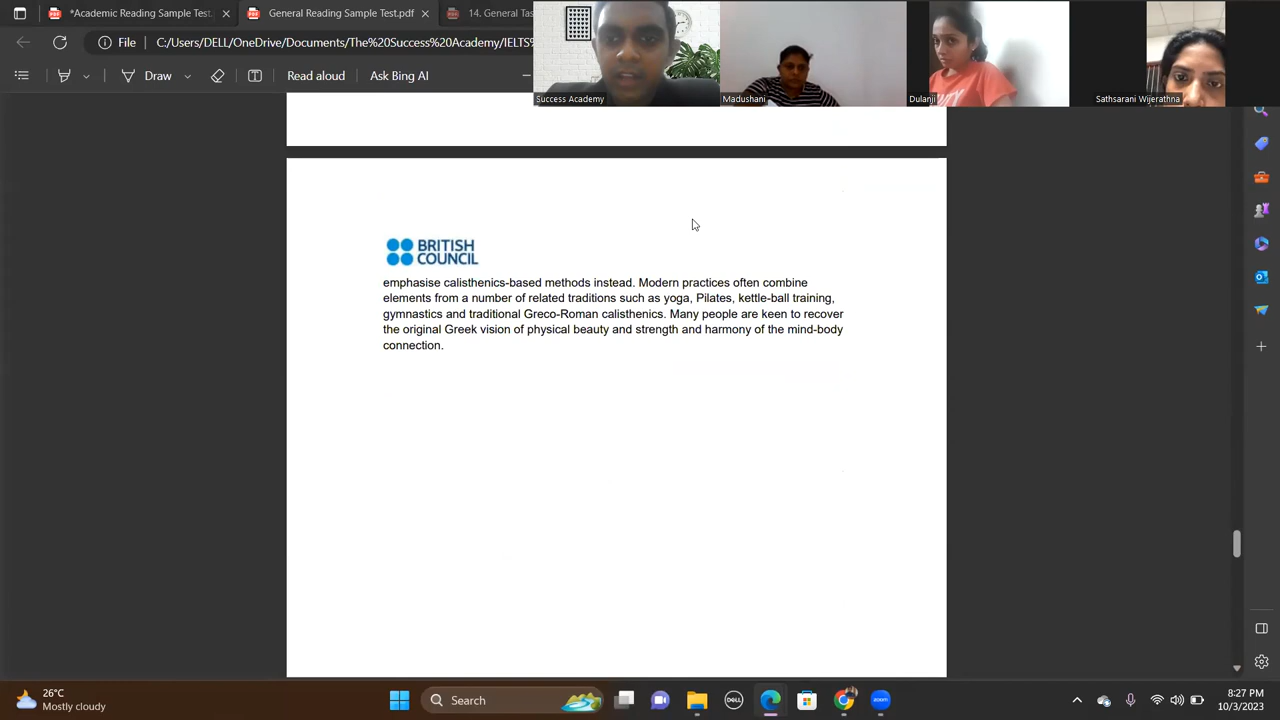 *Academic Reading Sample Test.pdf
General Reading Sample Test.pdf
14. General Tas
File
C:/Users/DELL/OneDrive/Documents/The%20Success%20Academy/IELTS
Draw
Read aloud
Ask Bing AI
Success Academy
Madushani
Dulanji
Sathsarani Wijerathna
BRITISH
COUNCIL
emphasise calisthenics-based methods instead. Modern practices often combine
elements from a number of related traditions such as yoga, Pilates, kettle-ball training,
gymnastics and traditional Greco-Roman calisthenics. Many people are keen to recover
the original Greek vision of physical beauty and strength and harmony of the mind-body
connection.
26°C
Mostly cloudy
Search
DELL
zoom
8:27 PM
10/3/2023